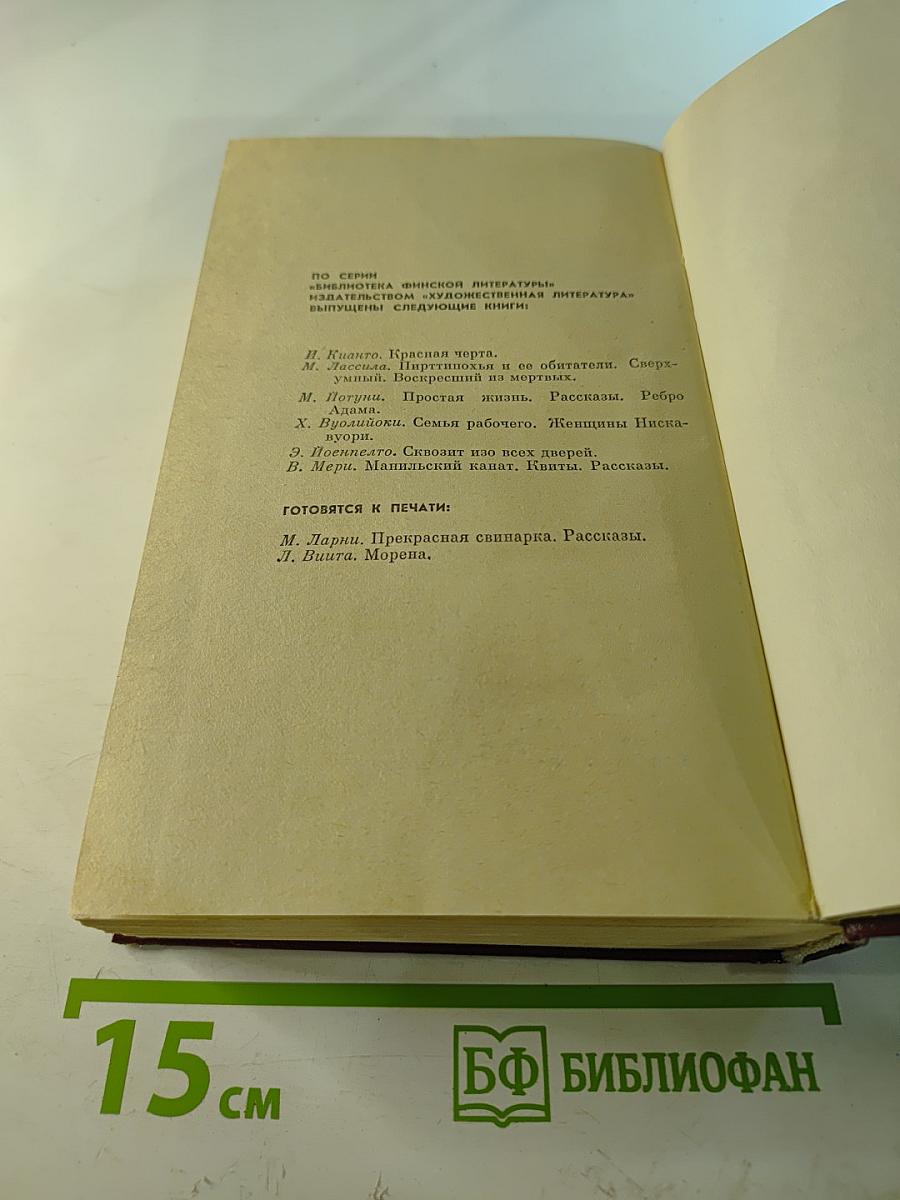 ПО СЕРИИ
«БИБЛИОТЕКА ФИНСКОЙ ЛИТЕРАТУРЫ»
ИЗДАТЕЛЬСТВОМ «ХУДОЖЕСТВЕННАЯ ЛИТЕРАТУРА»
ВЫПУЩЕНЫ СЛЕДУЮЩИЕ КНИГИ:
И. Кианто. Красная черта.
М. Лассила. Пирттипохья и ее обитатели. Сверх-
умный. Воскресший из мертвых.
М. Йотуни. Простая жизнь. Рассказы. Ребро
Адама.
Х. Вуолийоки. Семья рабочего. Женщины Ниска-
вуори.
Э. Йоенпелто. Сквозит изо всех дверей.
В. Мери. Манильский канат. Квиты. Рассказы.
ГОТОВЯТСЯ К ПЕЧАТИ:
М. Ларни. Прекрасная свинарка. Рассказы.
Л. Виита. Морена.
15 см
БФ БИБЛИОФАН